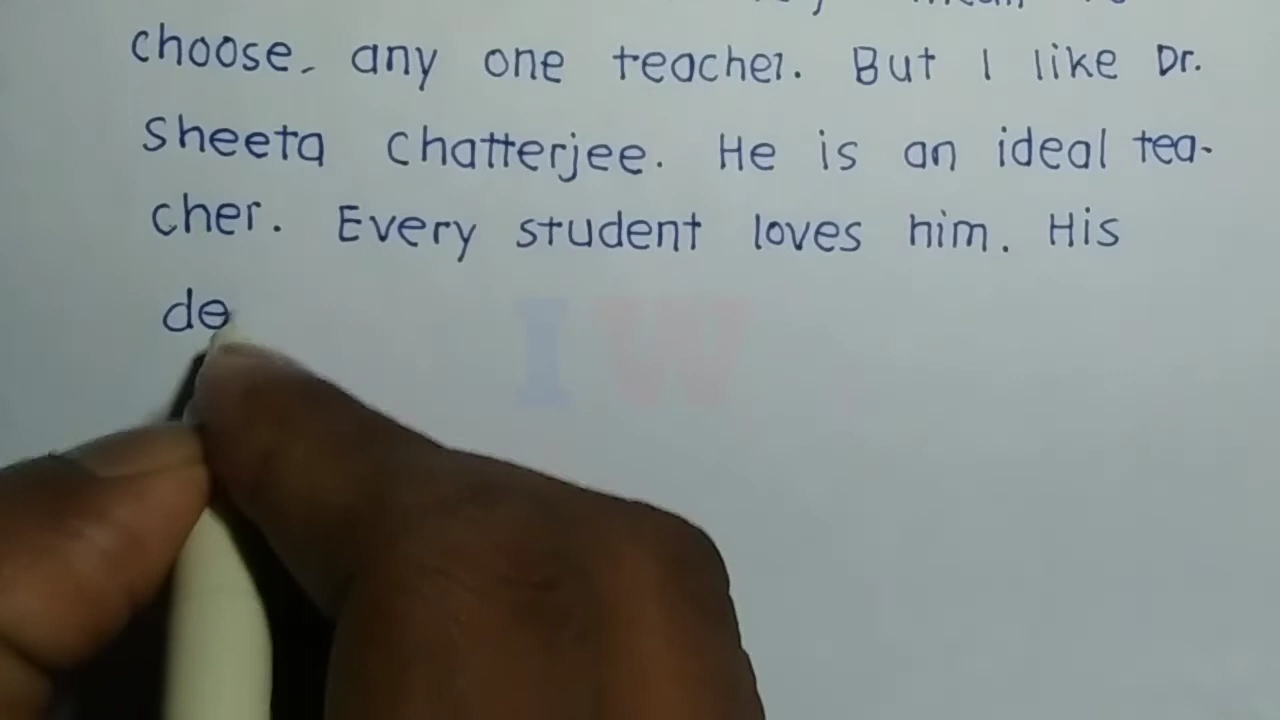 choose. any one teacher. But I like Dr.
Sheeta Chatterjee. He is an ideal tea-
cher. Every student loves him. His
de
I W